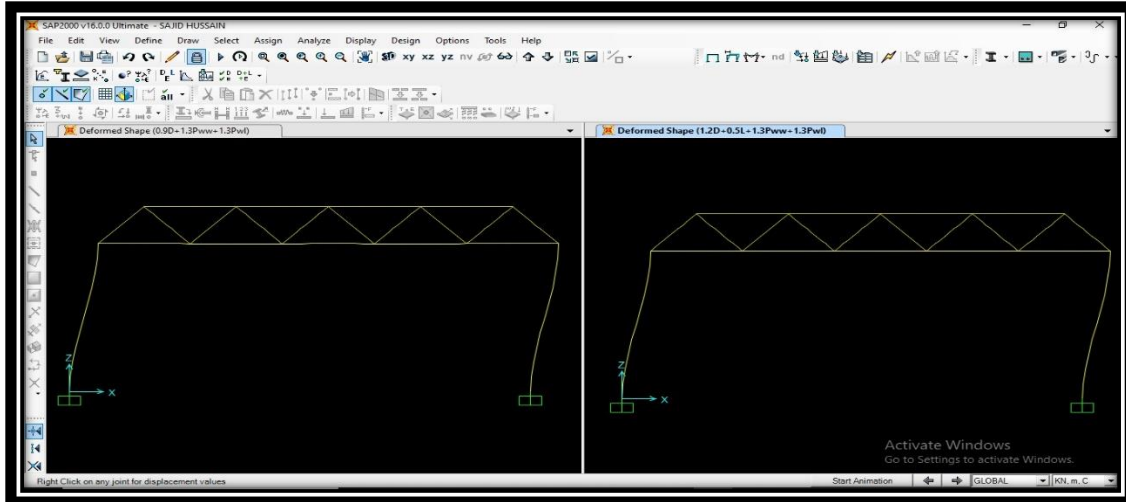 SAP2000 v16.0.0 Ultimate - SAJID HUSSAIN
File Edit View Define Draw Select Assign Analyze Display Design Options Tools Help
xy xz yz nv nd
all
Deformed Shape (0.9D+1.3Pww+1.3Pwl)
Deformed Shape (1.2D+0.5L+1.3Pww+1.3Pwl)
Z
X
Z
X
Activate Windows
Go to Settings to activate Windows.
Right Click on any joint for displacement values
Start Animation GLOBAL KN, m, C